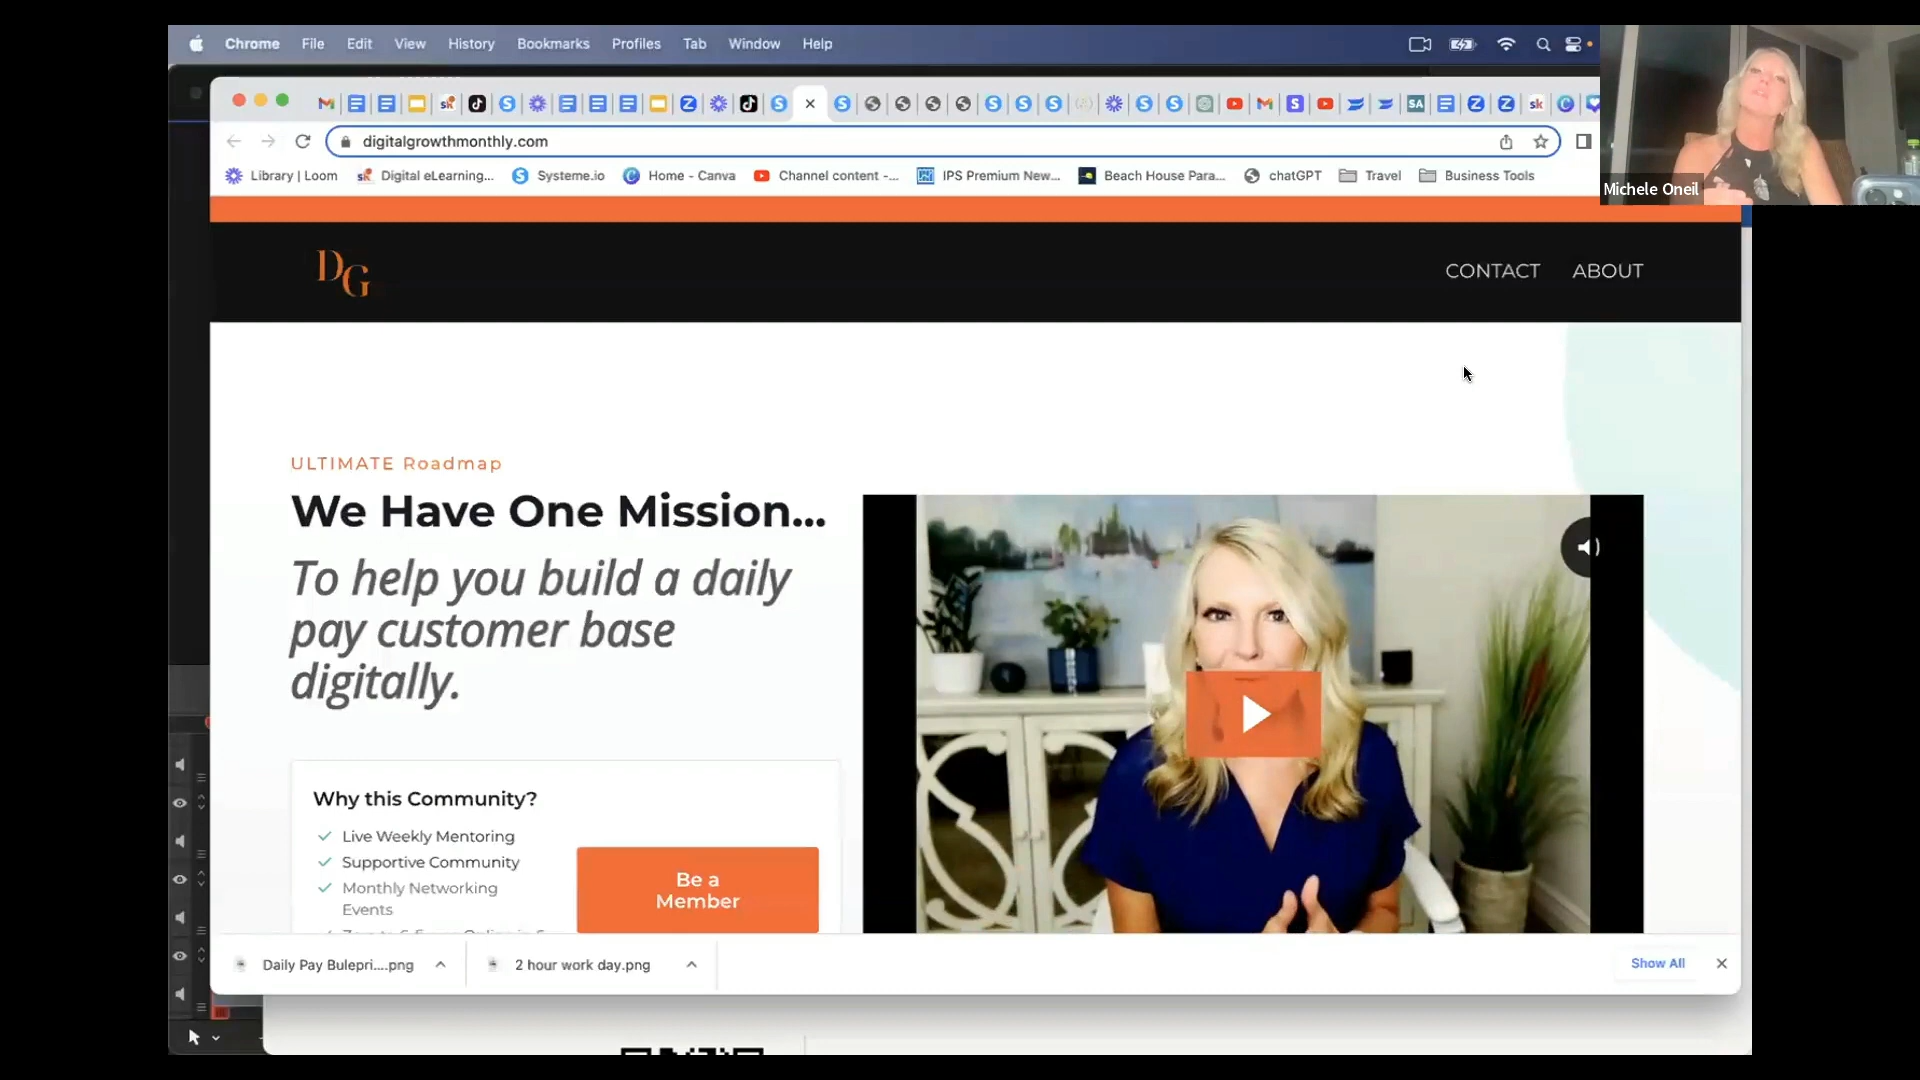 Chrome File Edit View History Bookmarks Profiles Tab Window Help
digitalgrowthmonthly.com
Library | Loom Digital eLearning... Systeme.io Home - Canva Channel content -... IPS Premium New... Beach House Para... chatGPT Travel Business Tools
Michele Oneil
DG
CONTACT ABOUT
ULTIMATE Roadmap
We Have One Mission...
To help you build a daily
pay customer base
digitally.
Why this Community?
Live Weekly Mentoring
Supportive Community
Monthly Networking
Events
Be a
Member
Daily Pay Bulepri....png 2 hour work day.png Show All